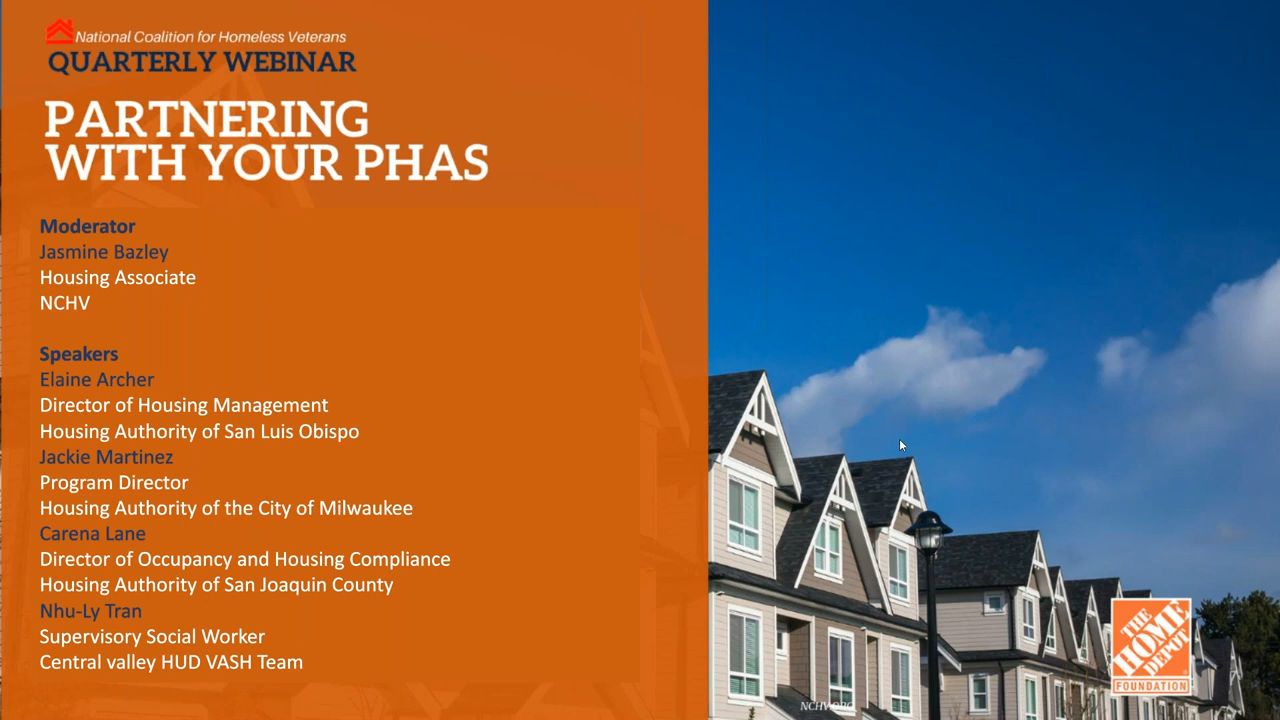 National Coalition for Homeless Veterans
QUARTERLY WEBINAR
PARTNERING
WITH YOUR PHAS
Moderator
Jasmine Bazley
Housing Associate
NCHV
Speakers
Elaine Archer
Director of Housing Management
Housing Authority of San Luis Obispo
Jackie Martinez
Program Director
Housing Authority of the City of Milwaukee
Carena Lane
Director of Occupancy and Housing Compliance
Housing Authority of San Joaquin County
Nhu-Ly Tran
Supervisory Social Worker
Central valley HUD VASH Team
THE
HOME
DEPOT
FOUNDATION
NCHV.ORG